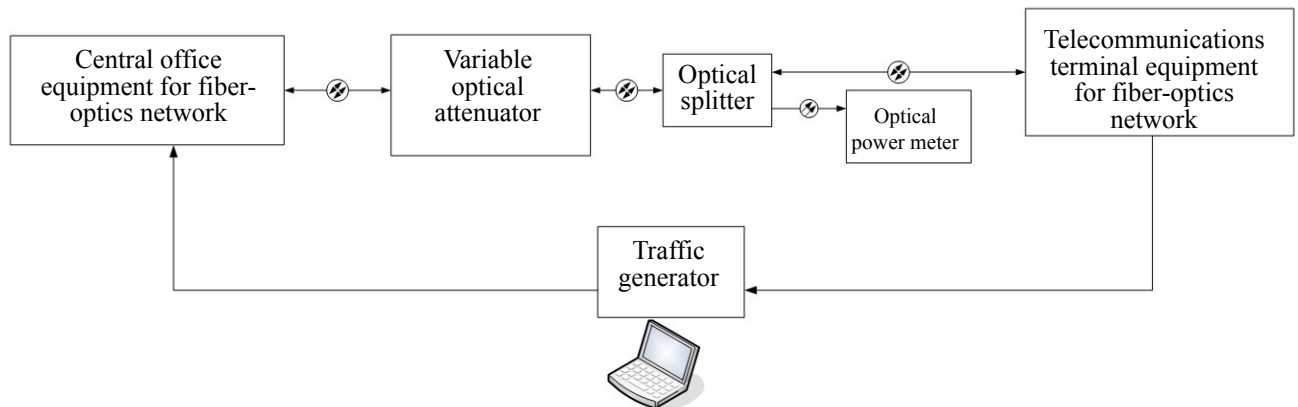 Central office
equipment for fiber-
optics network
Variable
optical
attenuator
Optical
splitter
Optical
power meter
Telecommunications
terminal equipment
for fiber-optics
network
Traffic
generator